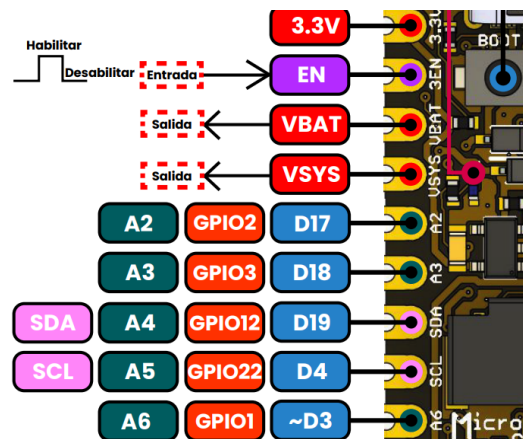 3.3V
BOOT
Habilitar
Desabilitar
Entrada
EN
3EN
Salida
VBAT
VBAT
Salida
VSYS
VSYS
A2
GPIO2
D17
A2
A3
GPIO3
D18
A3
SDA
A4
GPIO12
D19
SDA
SCL
A5
GPIO22
D4
SCL
A6
GPIO1
~D3
A6
Micro